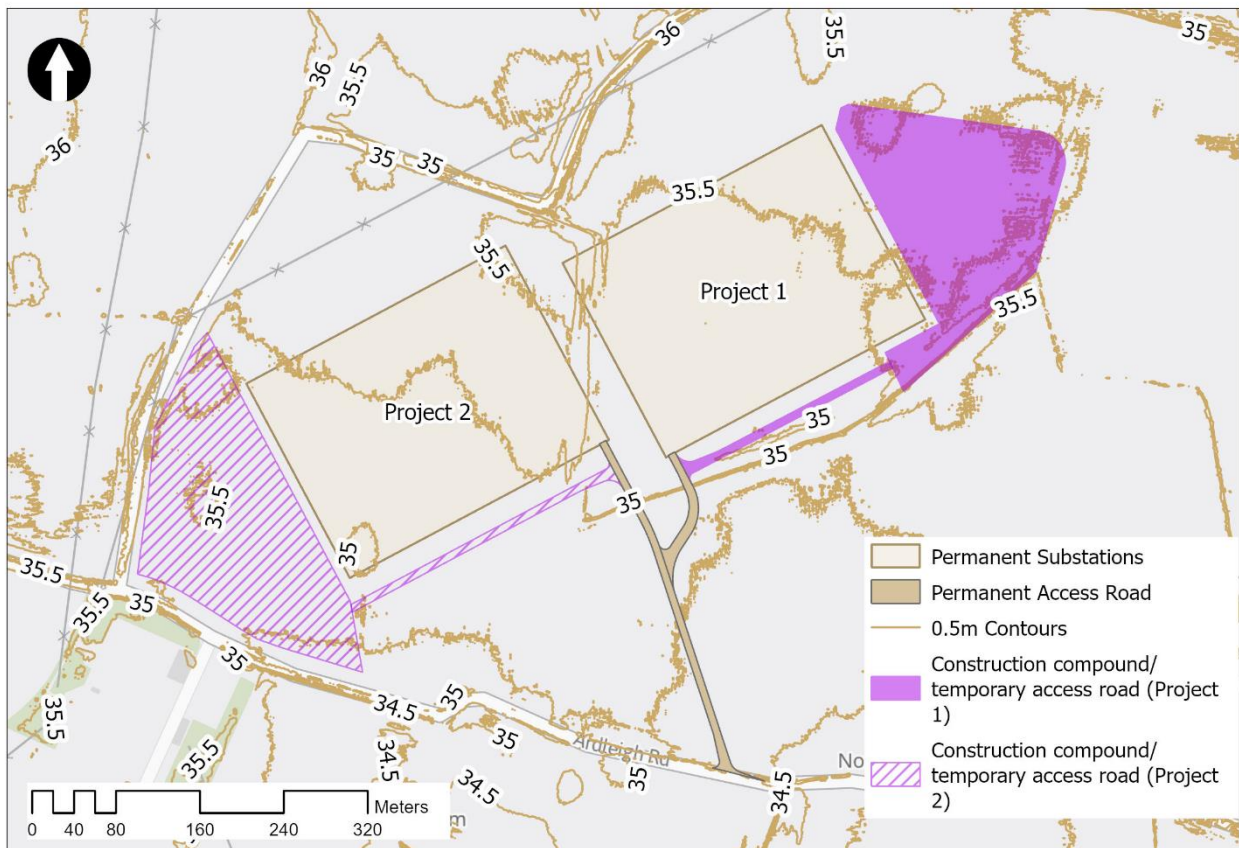 36
35
36
35.5
35.5
36
35
35
35.5
35.5
Project 1
35.5
Project 2
35
35
35.5
35
35
35.5
35.5
35
35
35.5
34.5
35
35
35.5
Ardleigh Rd
35
34.5
34.5
34.5
No
m
Permanent Substations
Permanent Access Road
0.5m Contours
Construction compound/
temporary access road (Project
1)
Construction compound/
temporary access road (Project
2)
Meters
0 40 80 160 240 320